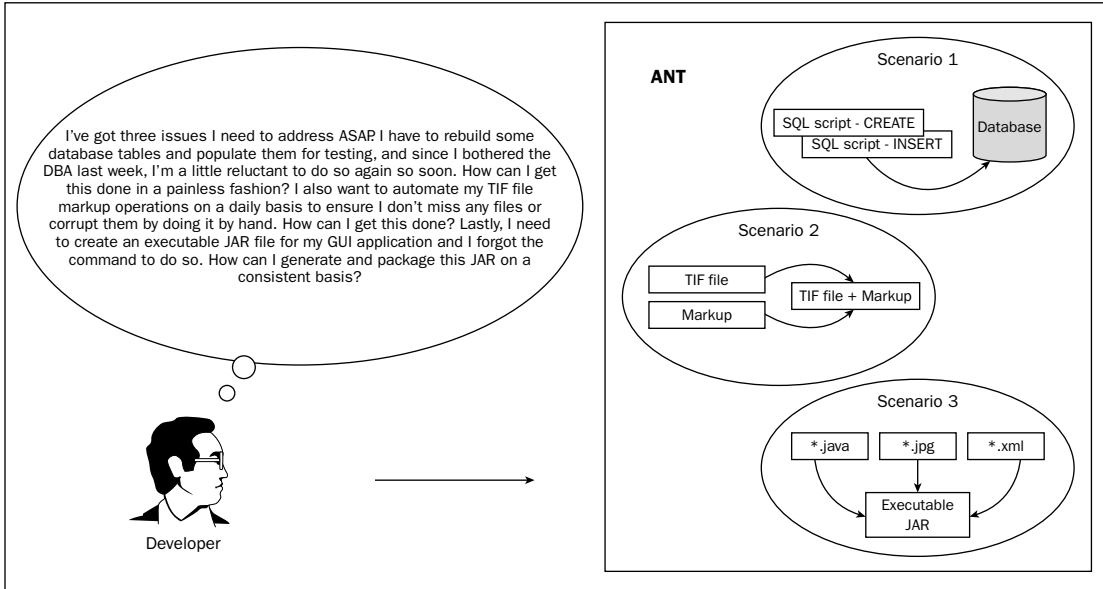 I've got three issues I need to address ASAP. I have to rebuild some
database tables and populate them for testing, and since I bothered the
DBA last week, I'm a little reluctant to do so again so soon. How can I get
this done in a painless fashion? I also want to automate my TIF file
markup operations on a daily basis to ensure I don't miss any files or
corrupt them by doing it by hand. How can I get this done? Lastly, I need
to create an executable JAR file for my GUI application and I forgot the
command to do so. How can I generate and package this JAR on a
consistent basis?
Developer
ANT
Scenario 1
SQL script - CREATE
SQL script - INSERT
Database
Scenario 2
TIF file
Markup
TIF file + Markup
Scenario 3
*.java
*.jpg
*.xml
Executable
JAR